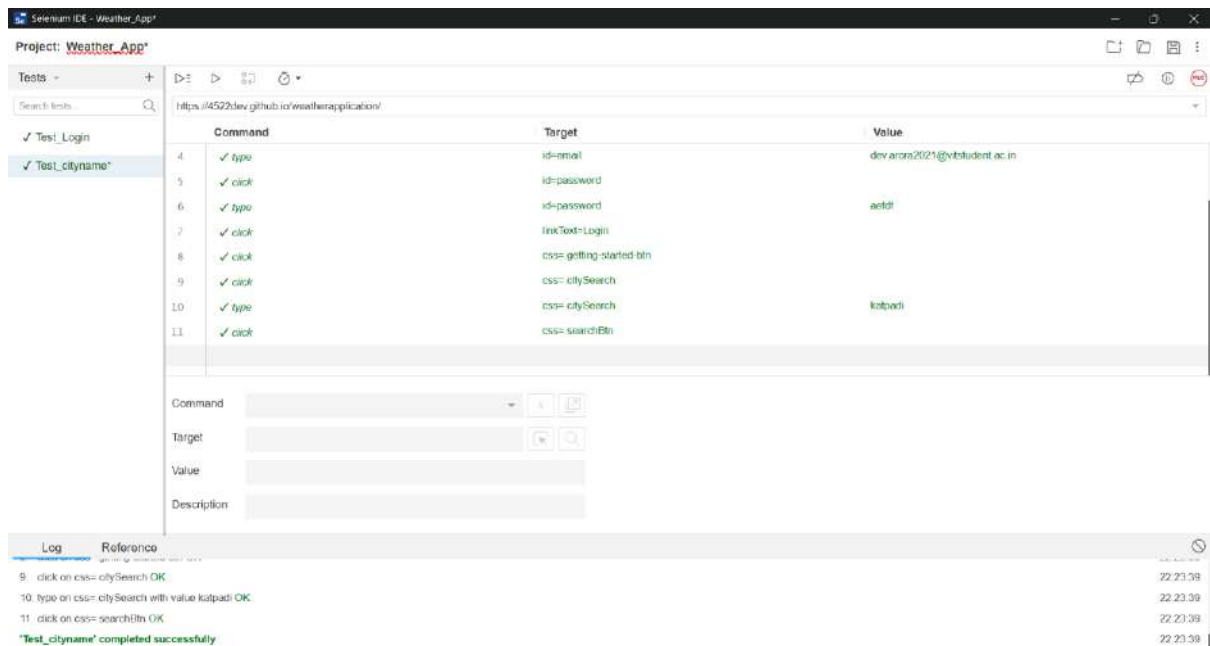 Selenium IDE - Weather_App*
Project: Weather_App*
Tests
Search tests...
https://4522dev.github.io/weatherapplication/
Command Target Value
✓ Test_Login
✓ Test_cityname*
4 ✓ type id=email dev.arora2021@vitstudent.ac.in
5 ✓ click id=password
6 ✓ type id=password
7 ✓ click linkText=Login
8 ✓ click css=.getting-started-btn
9 ✓ click css=.citySearch
10 ✓ type css=.citySearch katpadi
11 ✓ click css=.searchBtn
Command
Target
Value
Description
Log Reference
9. click on css=.citySearch OK 22:23:39
10. type on css=.citySearch with value katpadi OK 22:23:39
11. click on css=.searchBtn OK 22:23:39
'Test_cityname' completed successfully 22:23:39